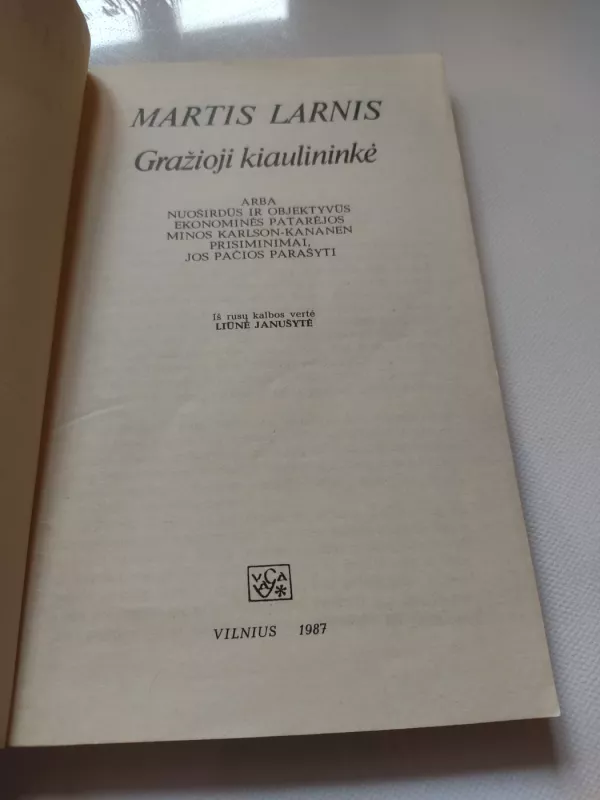 MARTIS LARNIS
Gražioji kiaulininkė
ARBA
NUOŠIRDŪS IR OBJEKTYVŪS
EKONOMINĖS PATARĖJOS
MINOS KARLSON-KANANEN
PRISIMINIMAI,
JOS PAČIOS PARAŠYTI
Iš rusų kalbos vertė
LIŪNĖ JANUŠYTĖ
VAGA
VILNIUS 1987